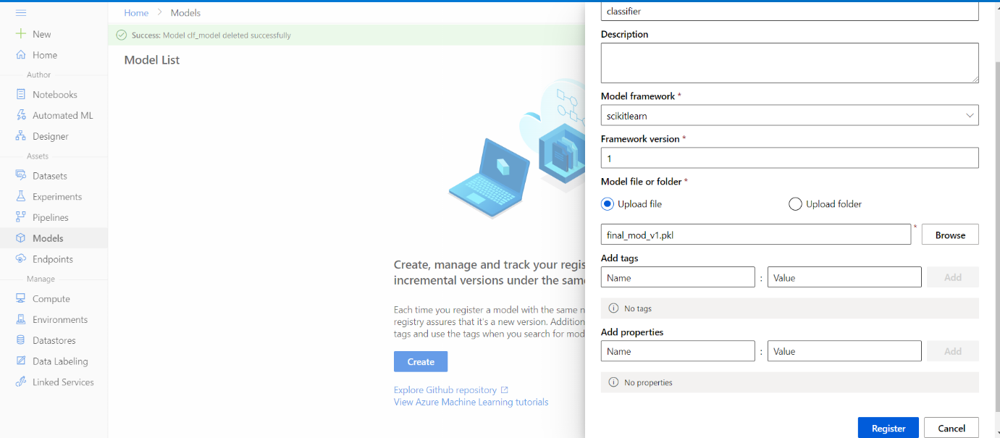 Home > Models
New
Home
Author
Notebooks
Automated ML
Designer
Assets
Datasets
Experiments
Pipelines
Models
Endpoints
Manage
Compute
Environments
Datastores
Data Labeling
Linked Services
Success: Model clf_model deleted successfully
Model List
Create, manage and track your regis
incremental versions under the same
Each time you register a model with the same n
registry assures that it's a new version. Addition
tags and use the tags when you search for mod
Create
Explore Github repository
View Azure Machine Learning tutorials
classifier
Description
Model framework *
scikitlearn
Framework version *
1
Model file or folder *
Upload file Upload folder
final_mod_v1.pkl * Browse
Add tags
Name : Value Add
No tags
Add properties
Name : Value Add
No properties
Register Cancel